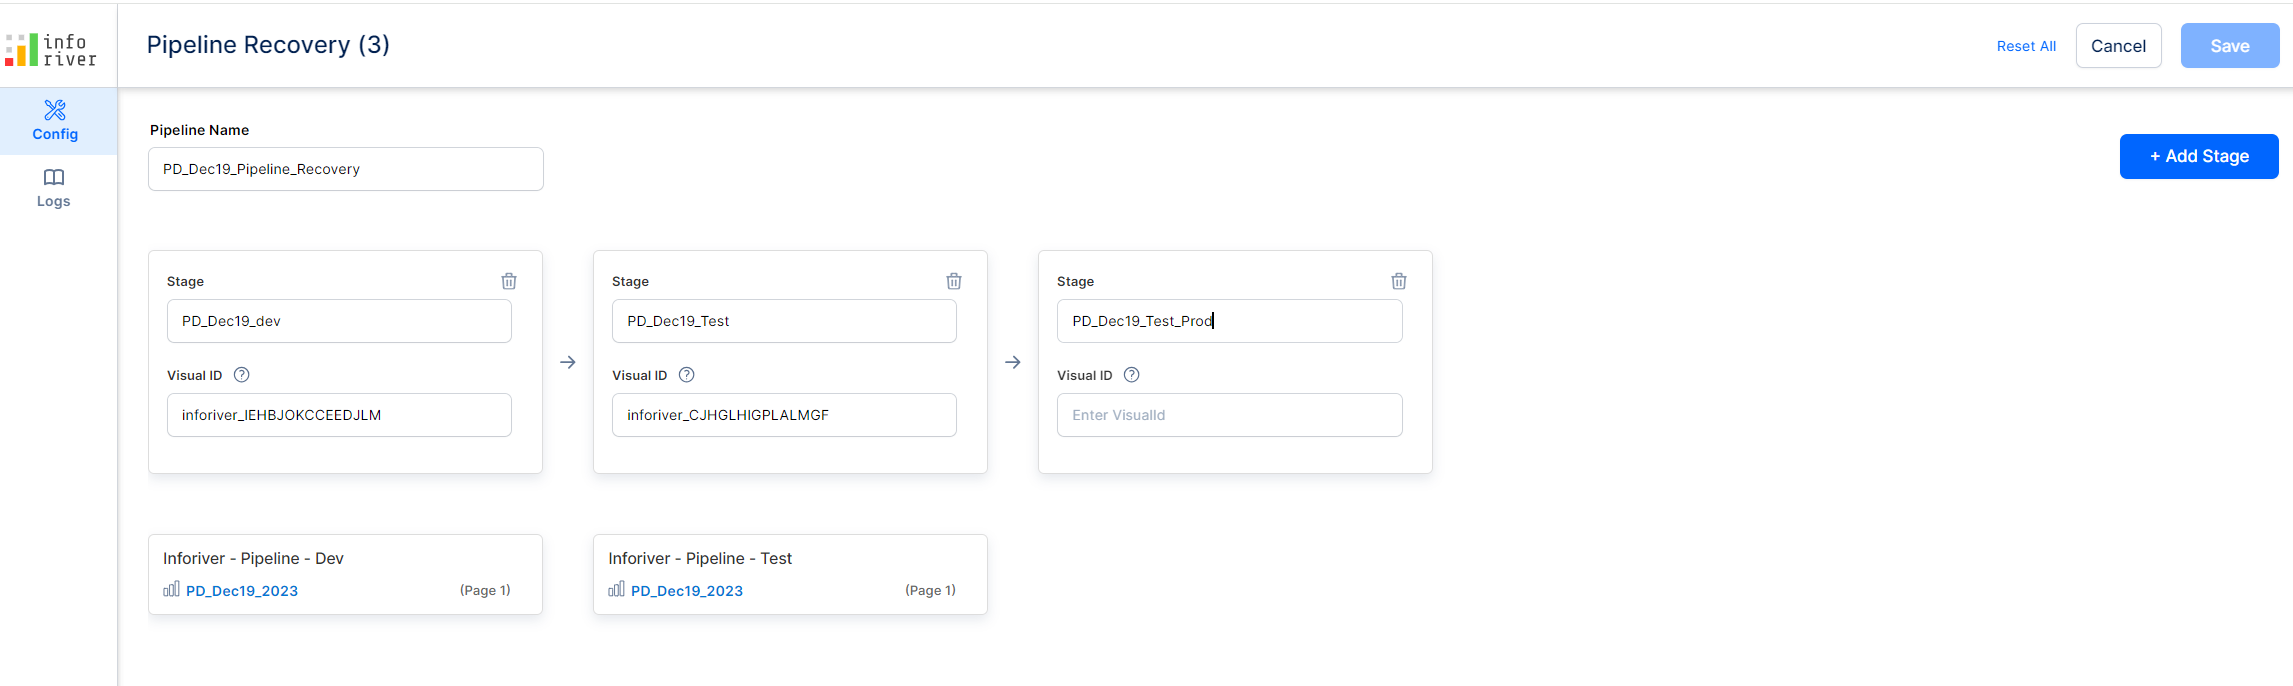 info
river
Pipeline Recovery (3)
Reset All
Cancel
Save
Config
Logs
Pipeline Name
PD_Dec19_Pipeline_Recovery
+ Add Stage
Stage
PD_Dec19_dev
Visual ID ?
inforiver_IEHBJOKCCEEDJLM
Stage
PD_Dec19_Test
Visual ID ?
inforiver_CJHGLHIGPLALMGF
Stage
PD_Dec19_Test_Prod
Visual ID ?
Enter VisualId
Inforiver - Pipeline - Dev
PD_Dec19_2023 (Page 1)
Inforiver - Pipeline - Test
PD_Dec19_2023 (Page 1)